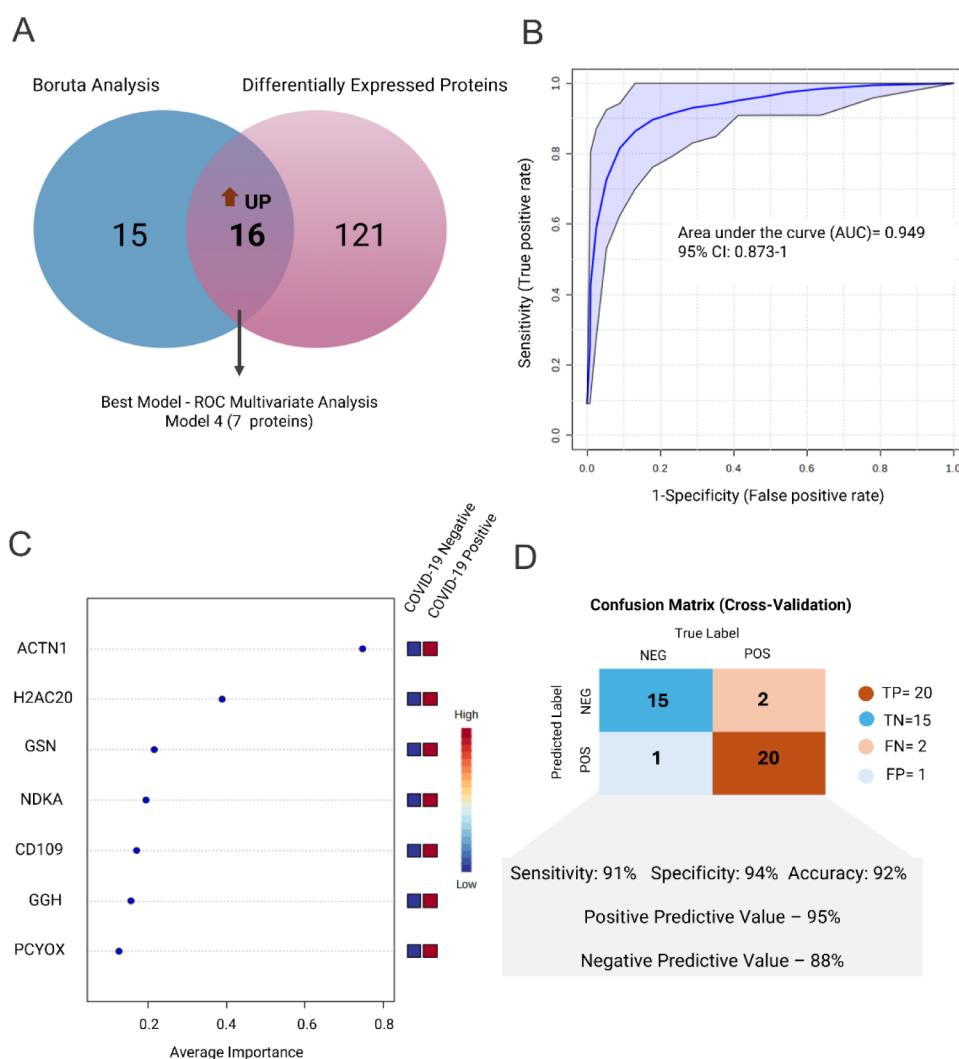 A
Boruta Analysis
Differentially Expressed Proteins
15
UP
16
121
Best Model - ROC Multivariate Analysis
Model 4 (7 proteins)
B
Sensitivity (True positive rate)
1.0
0.8
0.6
0.4
0.2
0.0
Area under the curve (AUC)= 0.949
95% CI: 0.873-1
0.0 0.2 0.4 0.6 0.8 1.0
1-Specificity (False positive rate)
C
COVID-19 Negative
COVID-19 Positive
ACTN1
H2AC20
GSN
NDKA
CD109
GGH
PCYOX
High
Low
0.2 0.4 0.6 0.8
Average Importance
D
Confusion Matrix (Cross-Validation)
True Label
NEG POS
Predicted Label
NEG
15 2
POS
1 20
TP= 20
TN=15
FN= 2
FP= 1
Sensitivity: 91% Specificity: 94% Accuracy: 92%
Positive Predictive Value – 95%
Negative Predictive Value – 88%